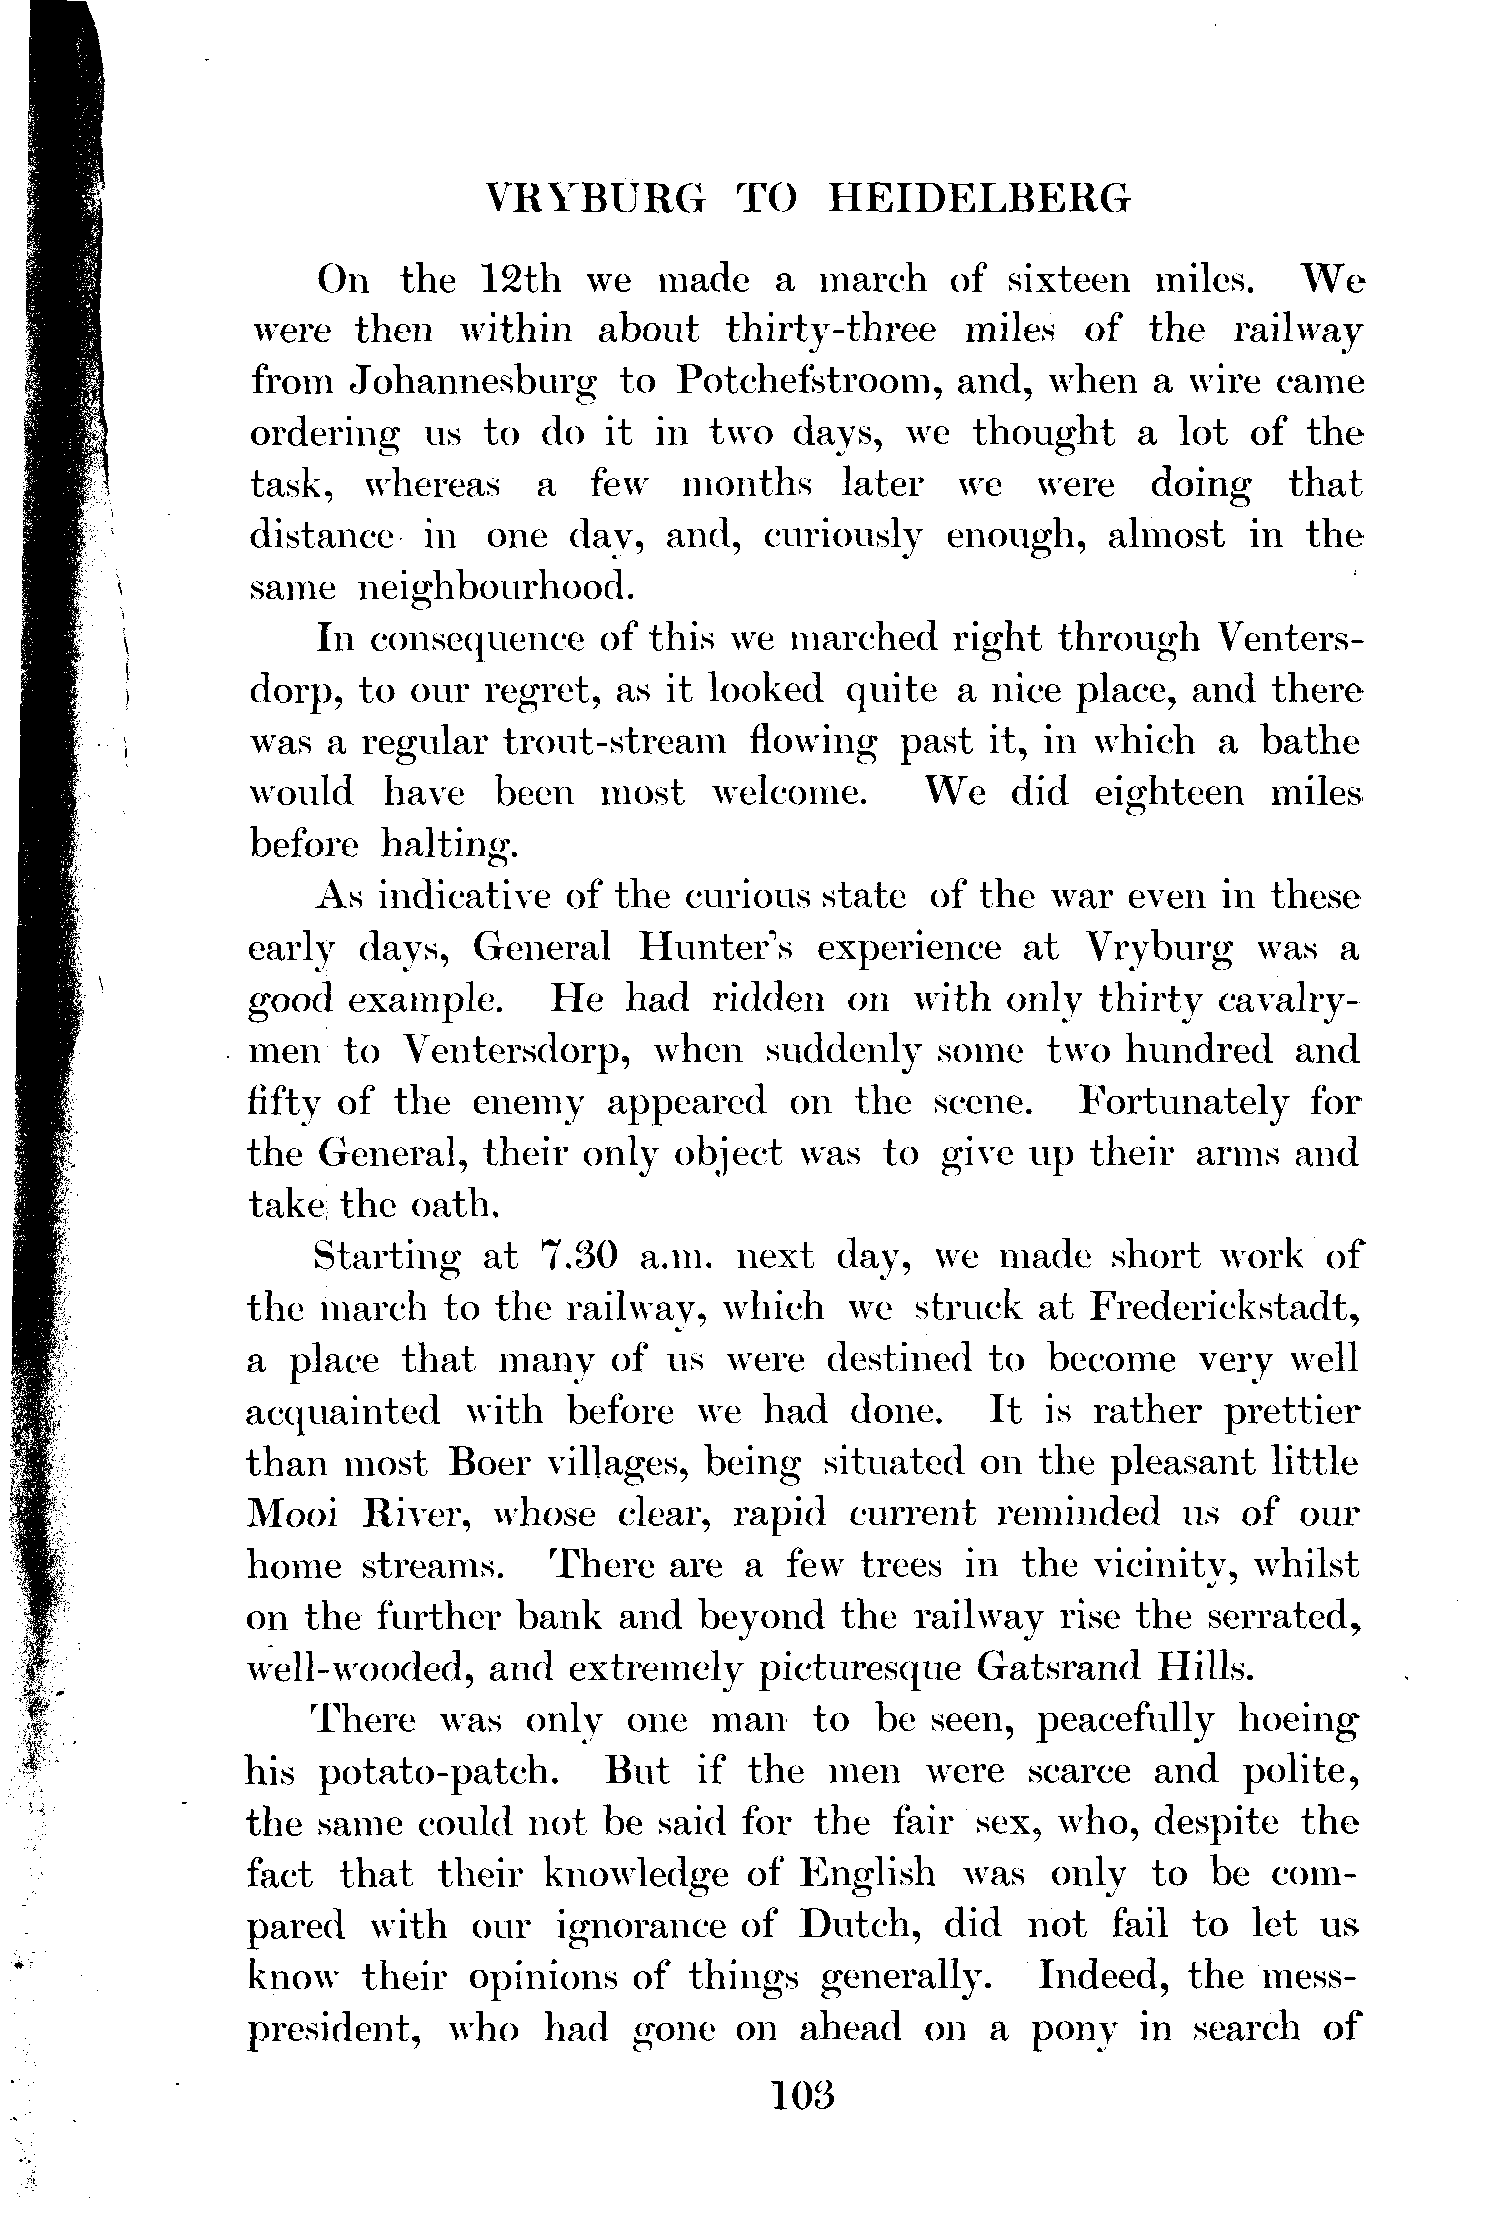 VRYBURG TO HEIDELBERG
On the 12th we made a march of sixteen miles. We
were then within about thirty-three miles of the railway
from Johannesburg to Potchefstroom, and, when a wire came
ordering us to do it in two days, we thought a lot of the
task, whereas a few months later we were doing that
distance in one day, and, curiously enough, almost in the
same neighbourhood.
In consequence of this we marched right through Venters-
dorp, to our regret, as it looked quite a nice place, and there
was a regular trout-stream flowing past it, in which a bathe
would have been most welcome. We did eighteen miles
before halting.
As indicative of the curious state of the war even in these
early days, General Hunter's experience at Vryburg was a
good example. He had ridden on with only thirty cavalry-
men to Ventersdorp, when suddenly some two hundred and
fifty of the enemy appeared on the scene. Fortunately for
the General, their only object was to give up their arms and
take the oath.
Starting at 7.30 a.m. next day, we made short work of
the march to the railway, which we struck at Frederickstadt,
a place that many of us were destined to become very well
acquainted with before we had done. It is rather prettier
than most Boer villages, being situated on the pleasant little
Mooi River, whose clear, rapid current reminded us of our
home streams. There are a few trees in the vicinity, whilst
on the further bank and beyond the railway rise the serrated,
well-wooded, and extremely picturesque Gatsrand Hills.
There was only one man to be seen, peacefully hoeing
his potato-patch. But if the men were scarce and polite,
the same could not be said for the fair sex, who, despite the
fact that their knowledge of English was only to be com-
pared with our ignorance of Dutch, did not fail to let us
know their opinions of things generally. Indeed, the mess-
president, who had gone on ahead on a pony in search of
103